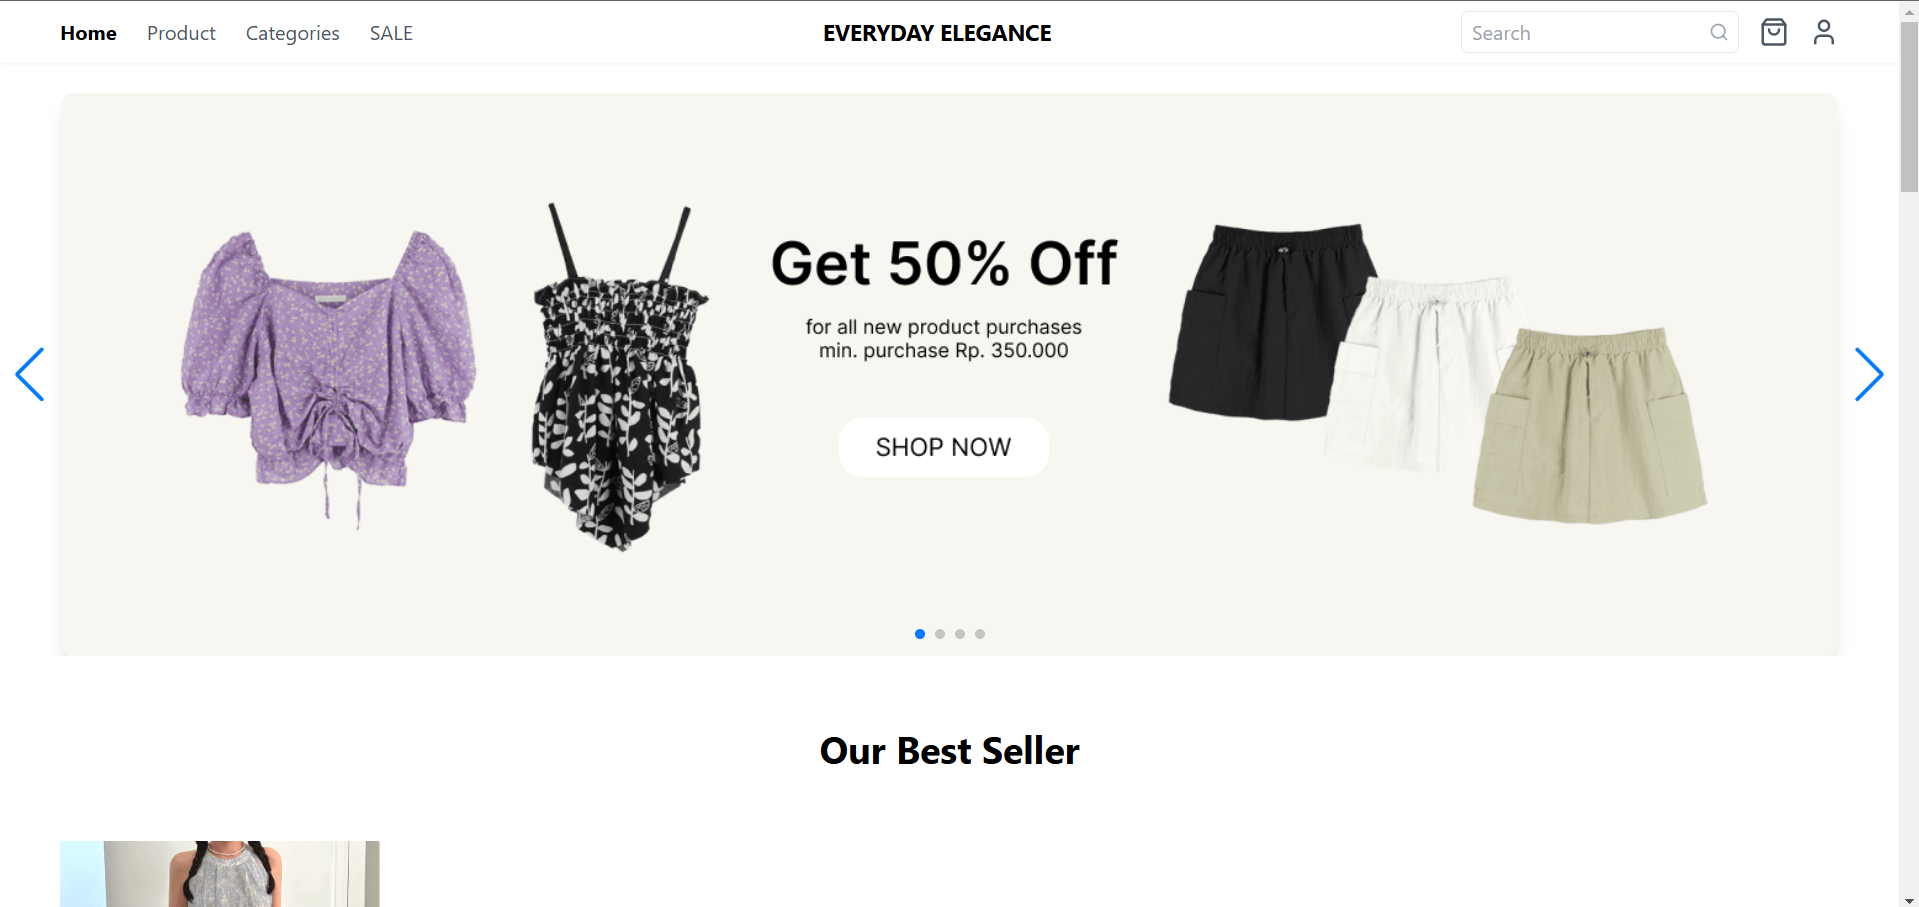 Home
Product
Categories
SALE
EVERYDAY ELEGANCE
Search
Get 50% Off
for all new product purchases
min. purchase Rp. 350.000
SHOP NOW
Our Best Seller